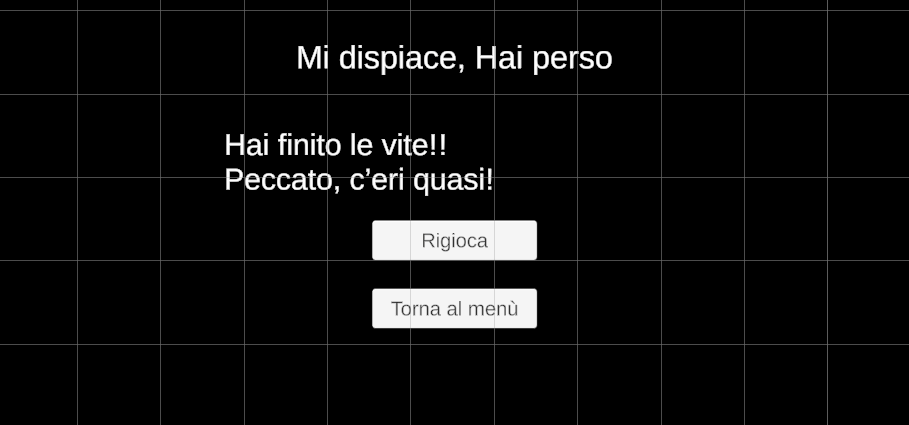 Mi dispiace, Hai perso
Hai finito le vite!!
Peccato, c’eri quasi!
Rigioca
Torna al menù